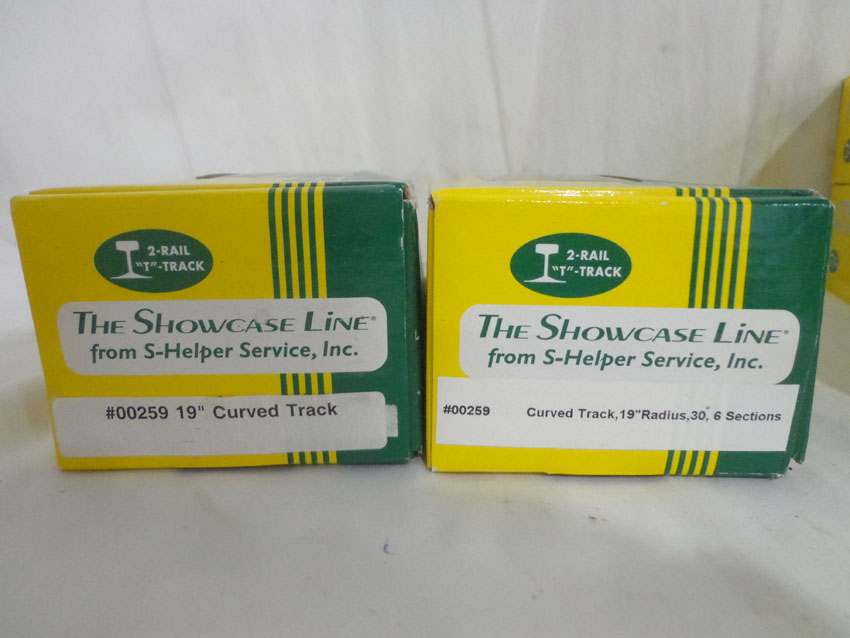 2-RAIL
"T"-TRACK
THE SHOWCASE LINE®
from S-Helper Service, Inc.
#00259 19" Curved Track
2-RAIL
"T"-TRACK
THE SHOWCASE LINE®
from S-Helper Service, Inc.
#00259 Curved Track,19"Radius,30°, 6 Sections